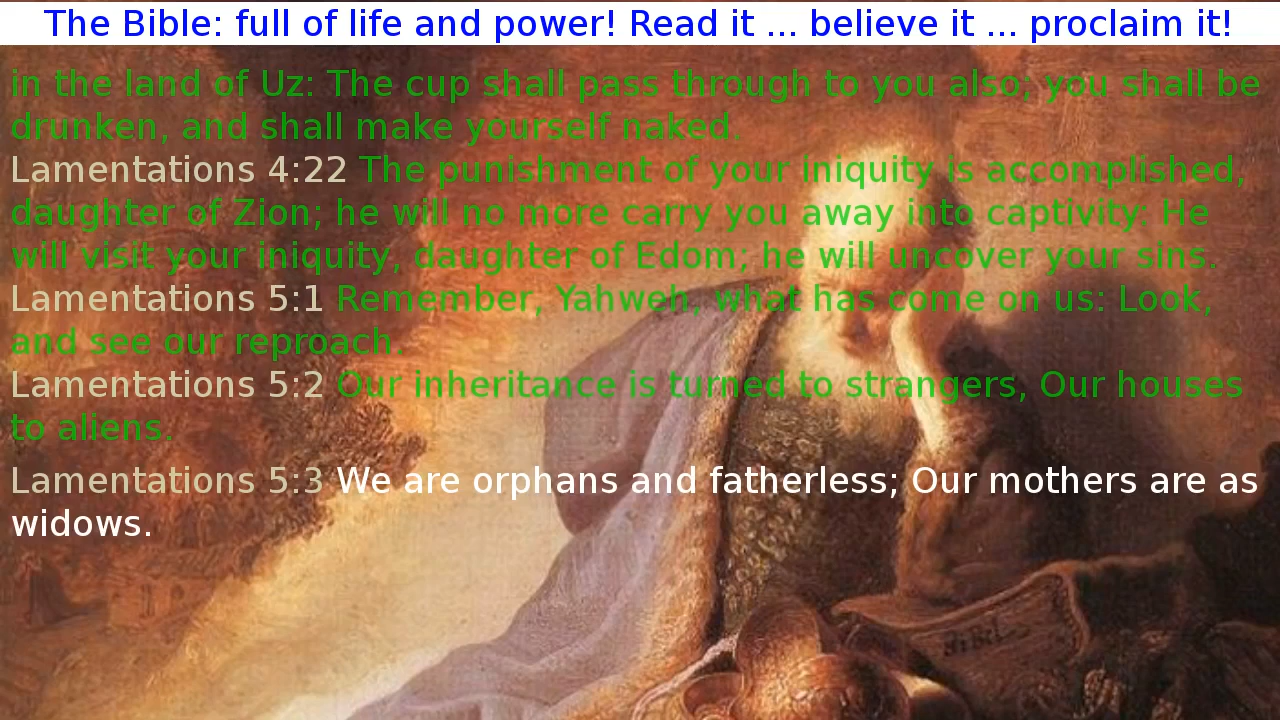 The Bible: full of life and power! Read it ... believe it ... proclaim it!
in the land of Uz: The cup shall pass through to you also; you shall be
drunken, and shall make yourself naked.
Lamentations 4:22 The punishment of your iniquity is accomplished,
daughter of Zion; he will no more carry you away into captivity: He
will visit your iniquity, daughter of Edom; he will uncover your sins.
Lamentations 5:1 Remember, Yahweh, what has come on us: Look,
and see our reproach.
Lamentations 5:2 Our inheritance is turned to strangers, Our houses
to aliens.
Lamentations 5:3 We are orphans and fatherless; Our mothers are as
widows.
BiBeL